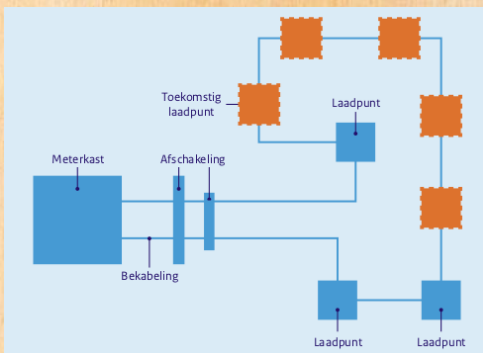 Toekomstig
laadpunt
Laadpunt
Meterkast
Afschakeling
Bekabeling
Laadpunt
Laadpunt